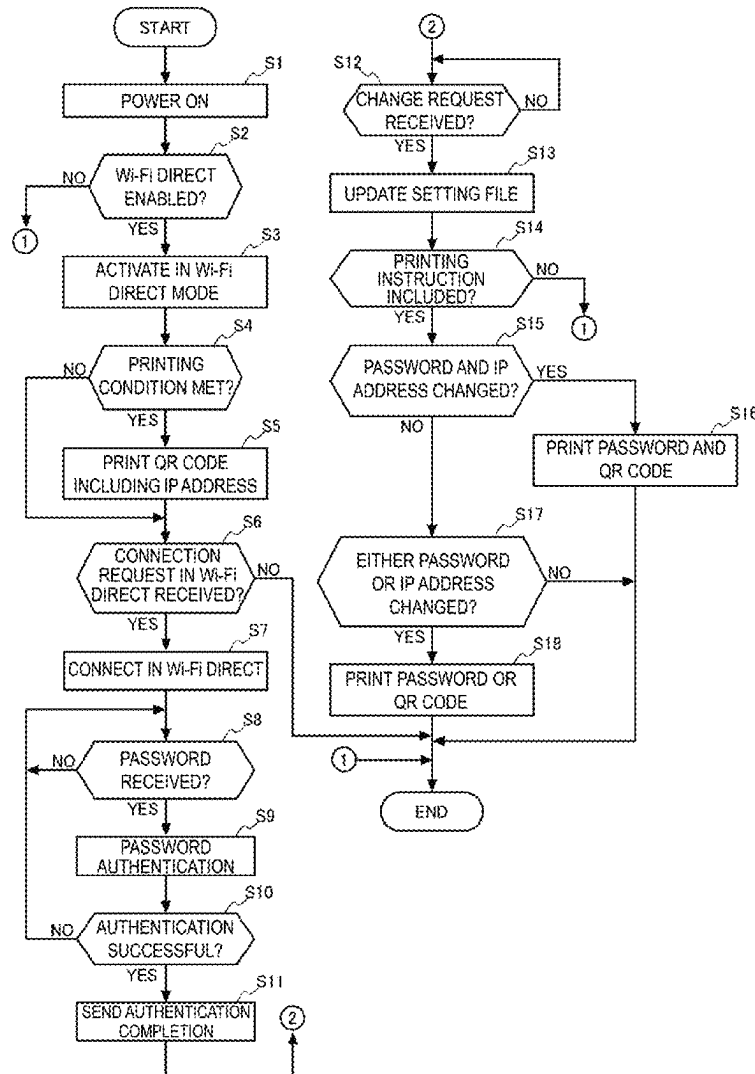 START
S1
POWER ON
S2
NO
Wi-Fi DIRECT
ENABLED?
1
YES
S3
ACTIVATE IN Wi-Fi
DIRECT MODE
S4
NO
PRINTING
CONDITION MET?
YES
S5
PRINT QR CODE
INCLUDING IP ADDRESS
S6
CONNECTION
REQUEST IN Wi-Fi
DIRECT RECEIVED?
NO
YES
S7
CONNECT IN Wi-Fi DIRECT
S8
NO
PASSWORD
RECEIVED?
YES
S9
PASSWORD
AUTHENTICATION
S10
NO
AUTHENTICATION
SUCCESSFUL?
YES
S11
SEND AUTHENTICATION
COMPLETION
2
2
S12
CHANGE REQUEST
RECEIVED?
NO
YES
S13
UPDATE SETTING FILE
S14
PRINTING
INSTRUCTION
INCLUDED?
NO
1
YES
S15
PASSWORD AND IP
ADDRESS CHANGED?
YES
NO
S16
PRINT PASSWORD AND
QR CODE
S17
EITHER PASSWORD
OR IP ADDRESS
CHANGED?
NO
YES
S18
PRINT PASSWORD OR
QR CODE
1
END